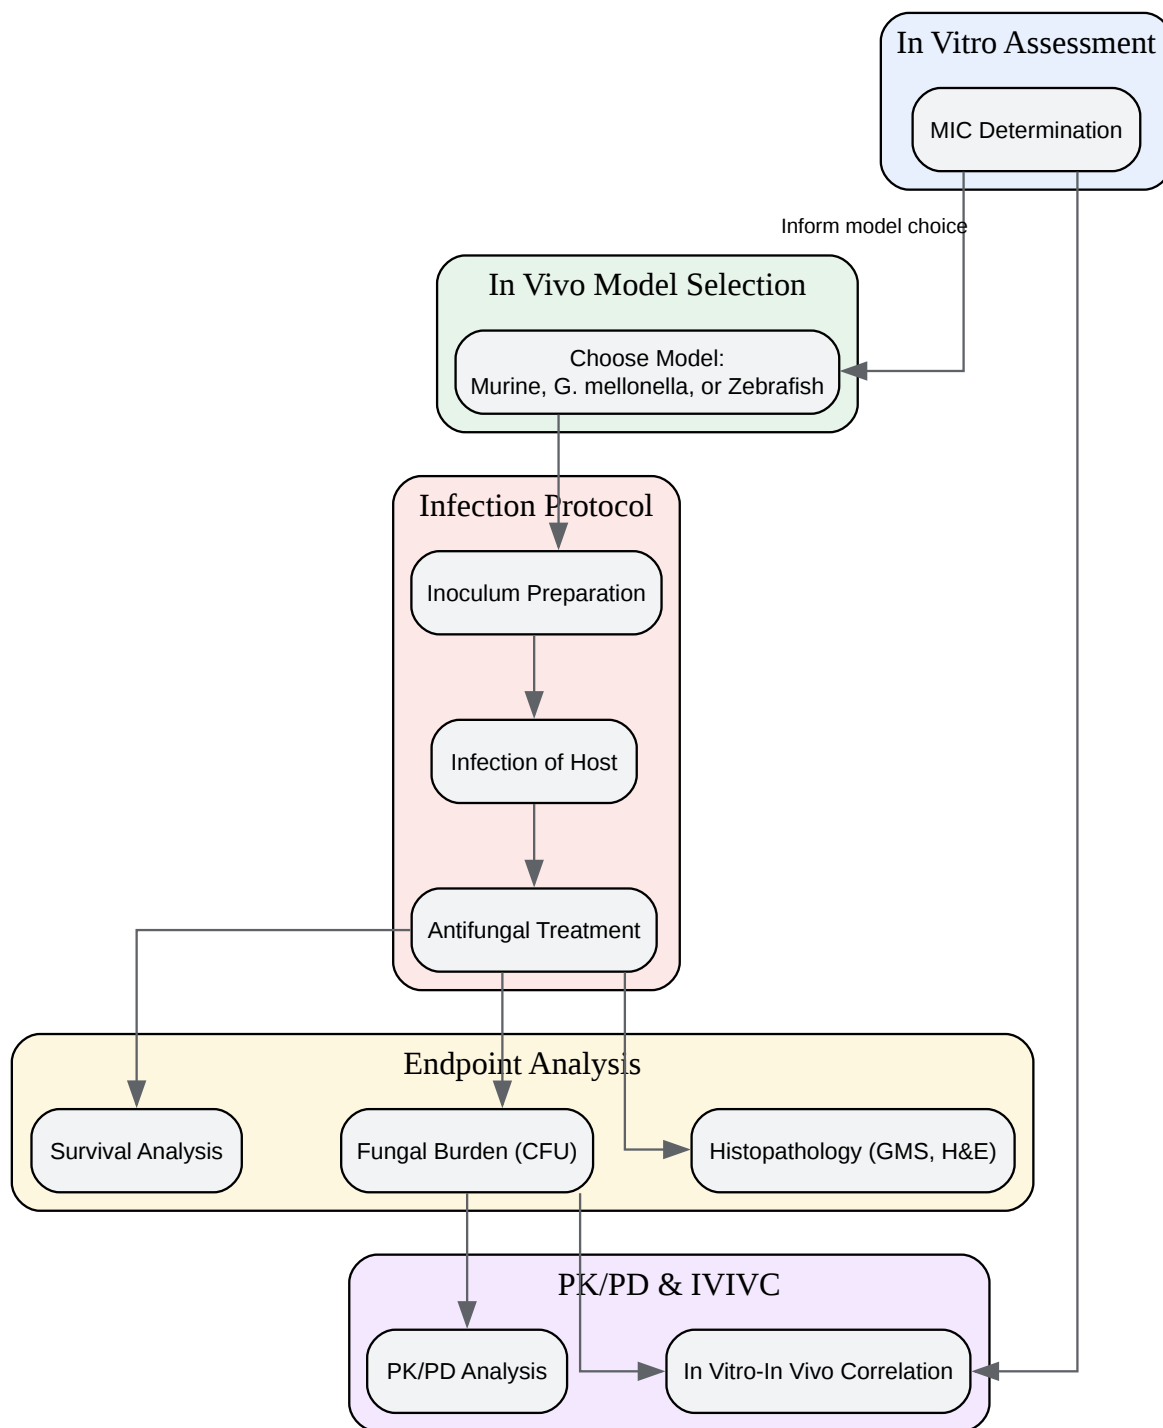 In Vitro Assessment
MIC Determination
Inform model choice
In Vivo Model Selection
Choose Model:
Murine, G. mellonella, or Zebrafish
Infection Protocol
Inoculum Preparation
Infection of Host
Antifungal Treatment
Endpoint Analysis
Survival Analysis
Fungal Burden (CFU)
Histopathology (GMS, H&E)
PK/PD & IVIVC
PK/PD Analysis
In Vitro-In Vivo Correlation